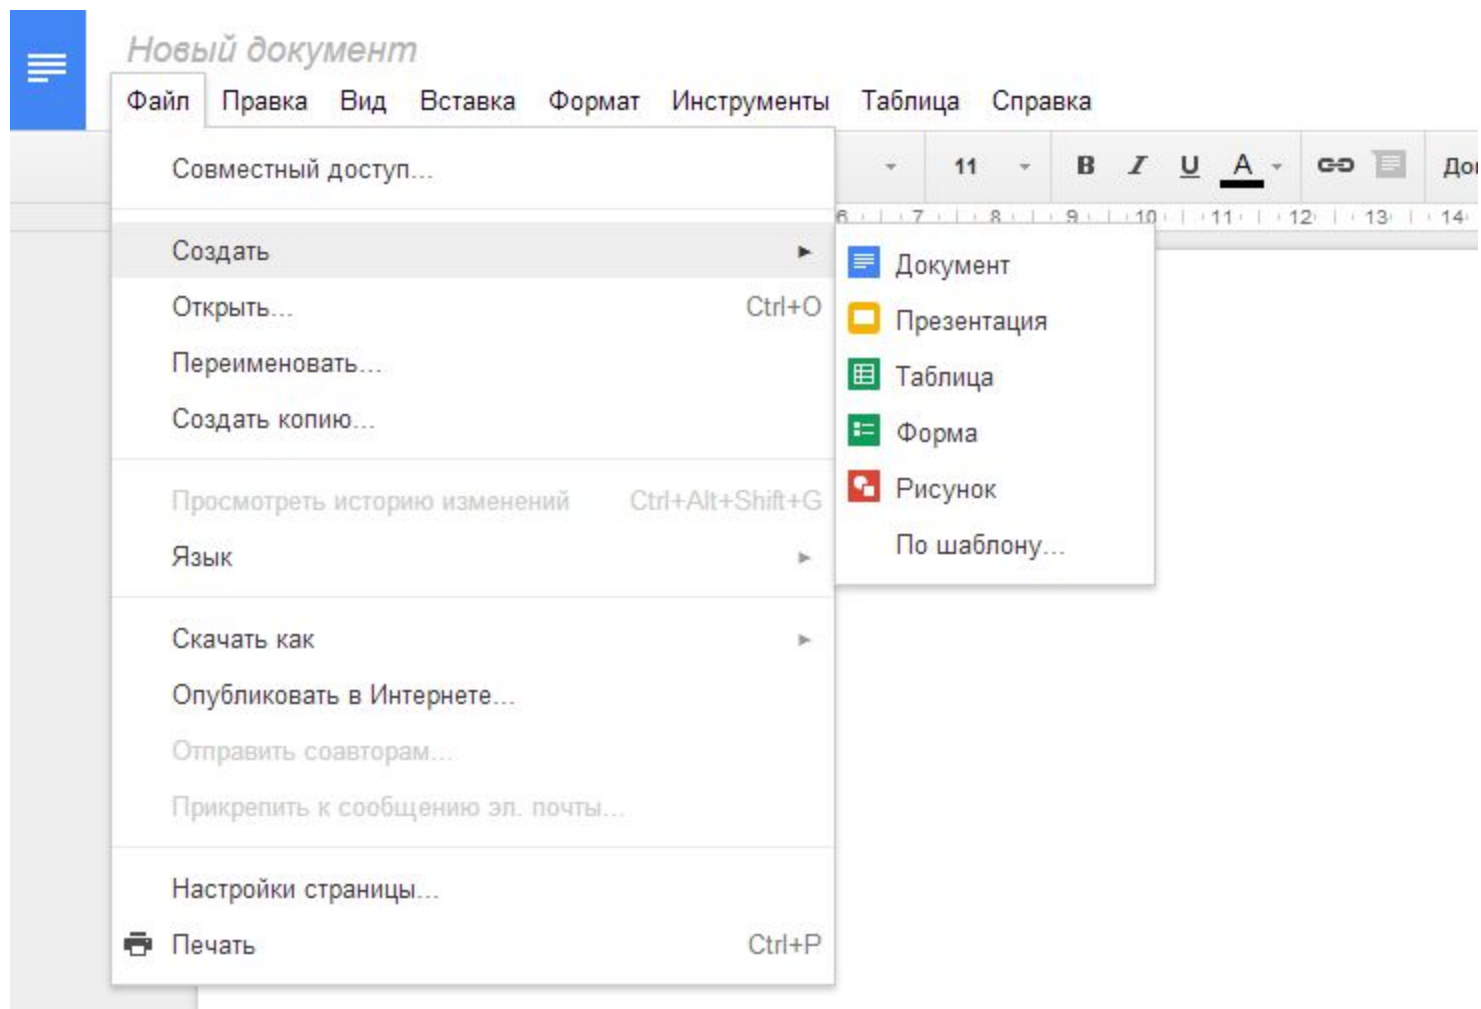 Новый документ
Файл Правка Вид Вставка Формат Инструменты Таблица Справка
11 B I U A
6 7 8 9 10 11 12 13 14
Совместный доступ...
Создать
Открыть... Ctrl+O
Переименовать...
Создать копию...
Просмотреть историю изменений Ctrl+Alt+Shift+G
Язык
Скачать как
Опубликовать в Интернете...
Отправить соавторам...
Прикрепить к сообщению эл. почты...
Настройки страницы...
Печать Ctrl+P
Документ
Презентация
Таблица
Форма
Рисунок
По шаблону...